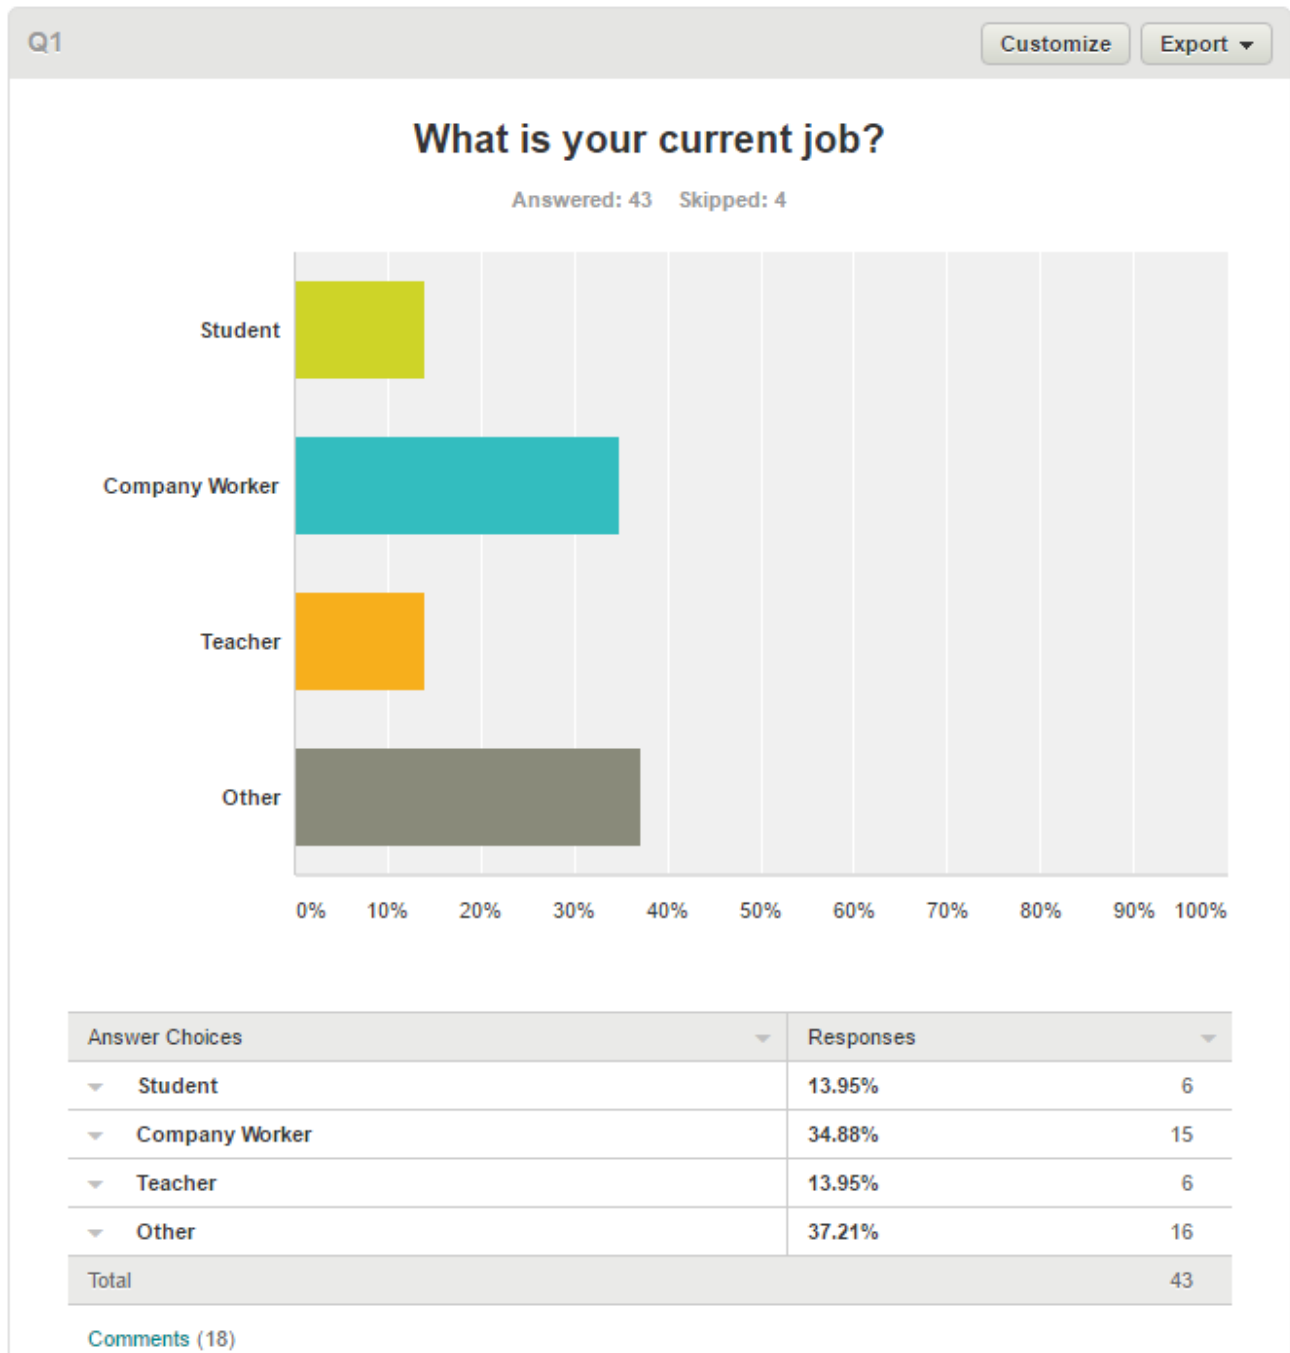 Q1
Customize
Export
What is your current job?
Answered: 43 Skipped: 4
Student
Company Worker
Teacher
Other
0% 10% 20% 30% 40% 50% 60% 70% 80% 90% 100%
Answer Choices Responses
Student 13.95% 6
Company Worker 34.88% 15
Teacher 13.95% 6
Other 37.21% 16
Total 43
Comments (18)